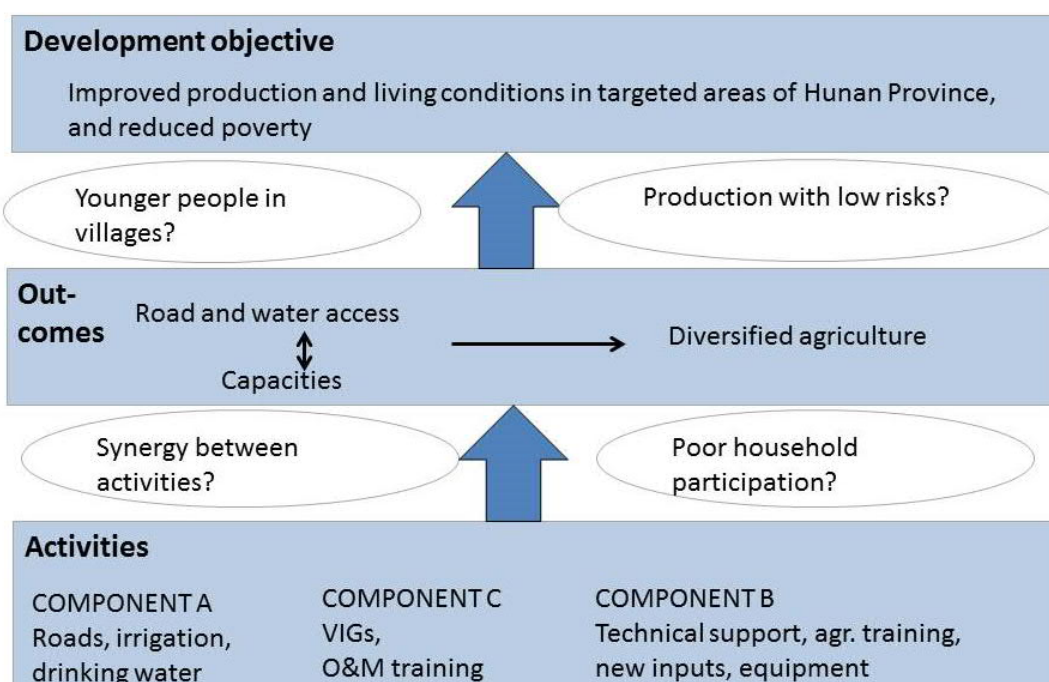 Development objective
Improved production and living conditions in targeted areas of Hunan Province,
and reduced poverty
Younger people in
villages?
Production with low risks?
Out-
comes
Road and water access
Capacities
Diversified agriculture
Synergy between
activities?
Poor household
participation?
Activities
COMPONENT A
Roads, irrigation,
drinking water
COMPONENT C
VIGs,
O&M training
COMPONENT B
Technical support, agr. training,
new inputs, equipment